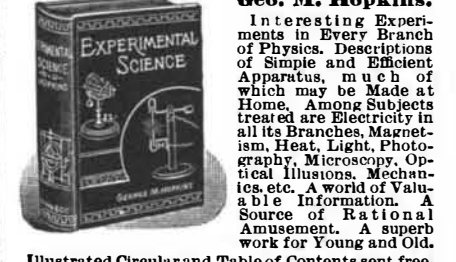 Geo. M. Hopkins.
EXPERIMENTAL
SCIENCE
EXPERIMENTAL
SCIENCE
HOPKINS
GEORGE M. HOPKINS
Interesting Experi-
ments in Every Branch
of Physics. Descriptions
of Simple and Efficient
Apparatus, much of
which may be Made at
Home. Among Subjects
treated are Electricity in
all its Branches, Magnet-
ism, Heat, Light, Photo-
graphy, Microscopy, Op-
tical Illusions, Mechan-
ics, etc. A world of Valu-
able Information. A
Source of Rational
Amusement. A superb
work for Young and Old.
Illustrated Circular and Table of Contents sent free